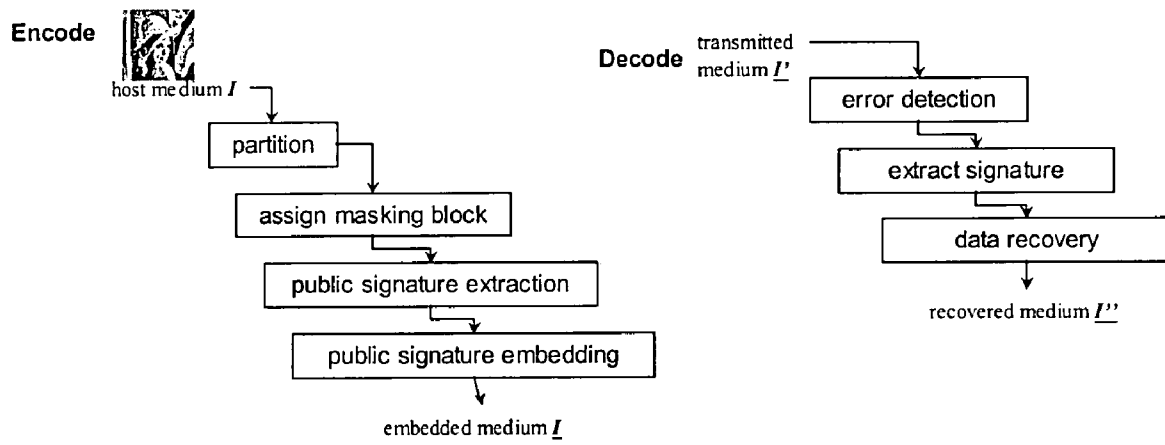 Encode
host medium I
partition
assign masking block
public signature extraction
public signature embedding
embedded medium I
Decode
transmitted
medium I'
error detection
extract signature
data recovery
recovered medium I''